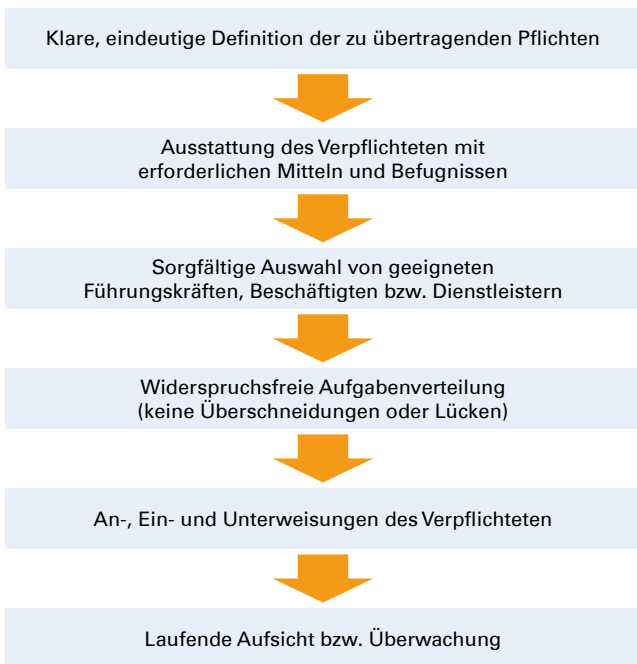 Klare, eindeutige Definition der zu übertragenden Pflichten
Ausstattung des Verpflichteten mit
erforderlichen Mitteln und Befugnissen
Sorgfältige Auswahl von geeigneten
Führungskräften, Beschäftigten bzw. Dienstleistern
Widerspruchsfreie Aufgabenverteilung
(keine Überschneidungen oder Lücken)
An-, Ein- und Unterweisungen des Verpflichteten
Laufende Aufsicht bzw. Überwachung